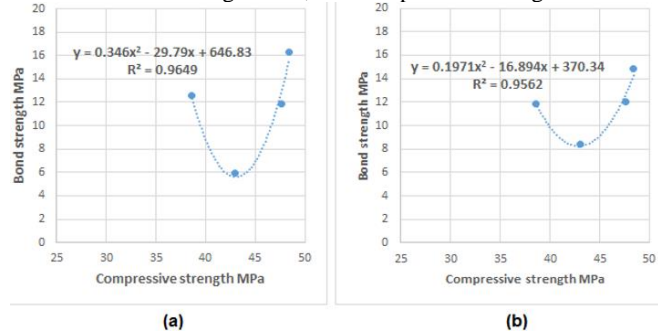 20
18
16
14
12
10
8
6
4
2
0
Bond strength MPa
y = 0.346x² - 29.79x + 646.83
R² = 0.9649
25 30 35 40 45 50
Compressive strength MPa
(a)
20
18
16
14
12
10
8
6
4
2
0
Bond strength MPa
y = 0.1971x² - 16.894x + 370.34
R² = 0.9562
25 30 35 40 45 50
Compressive strength MPa
(b)